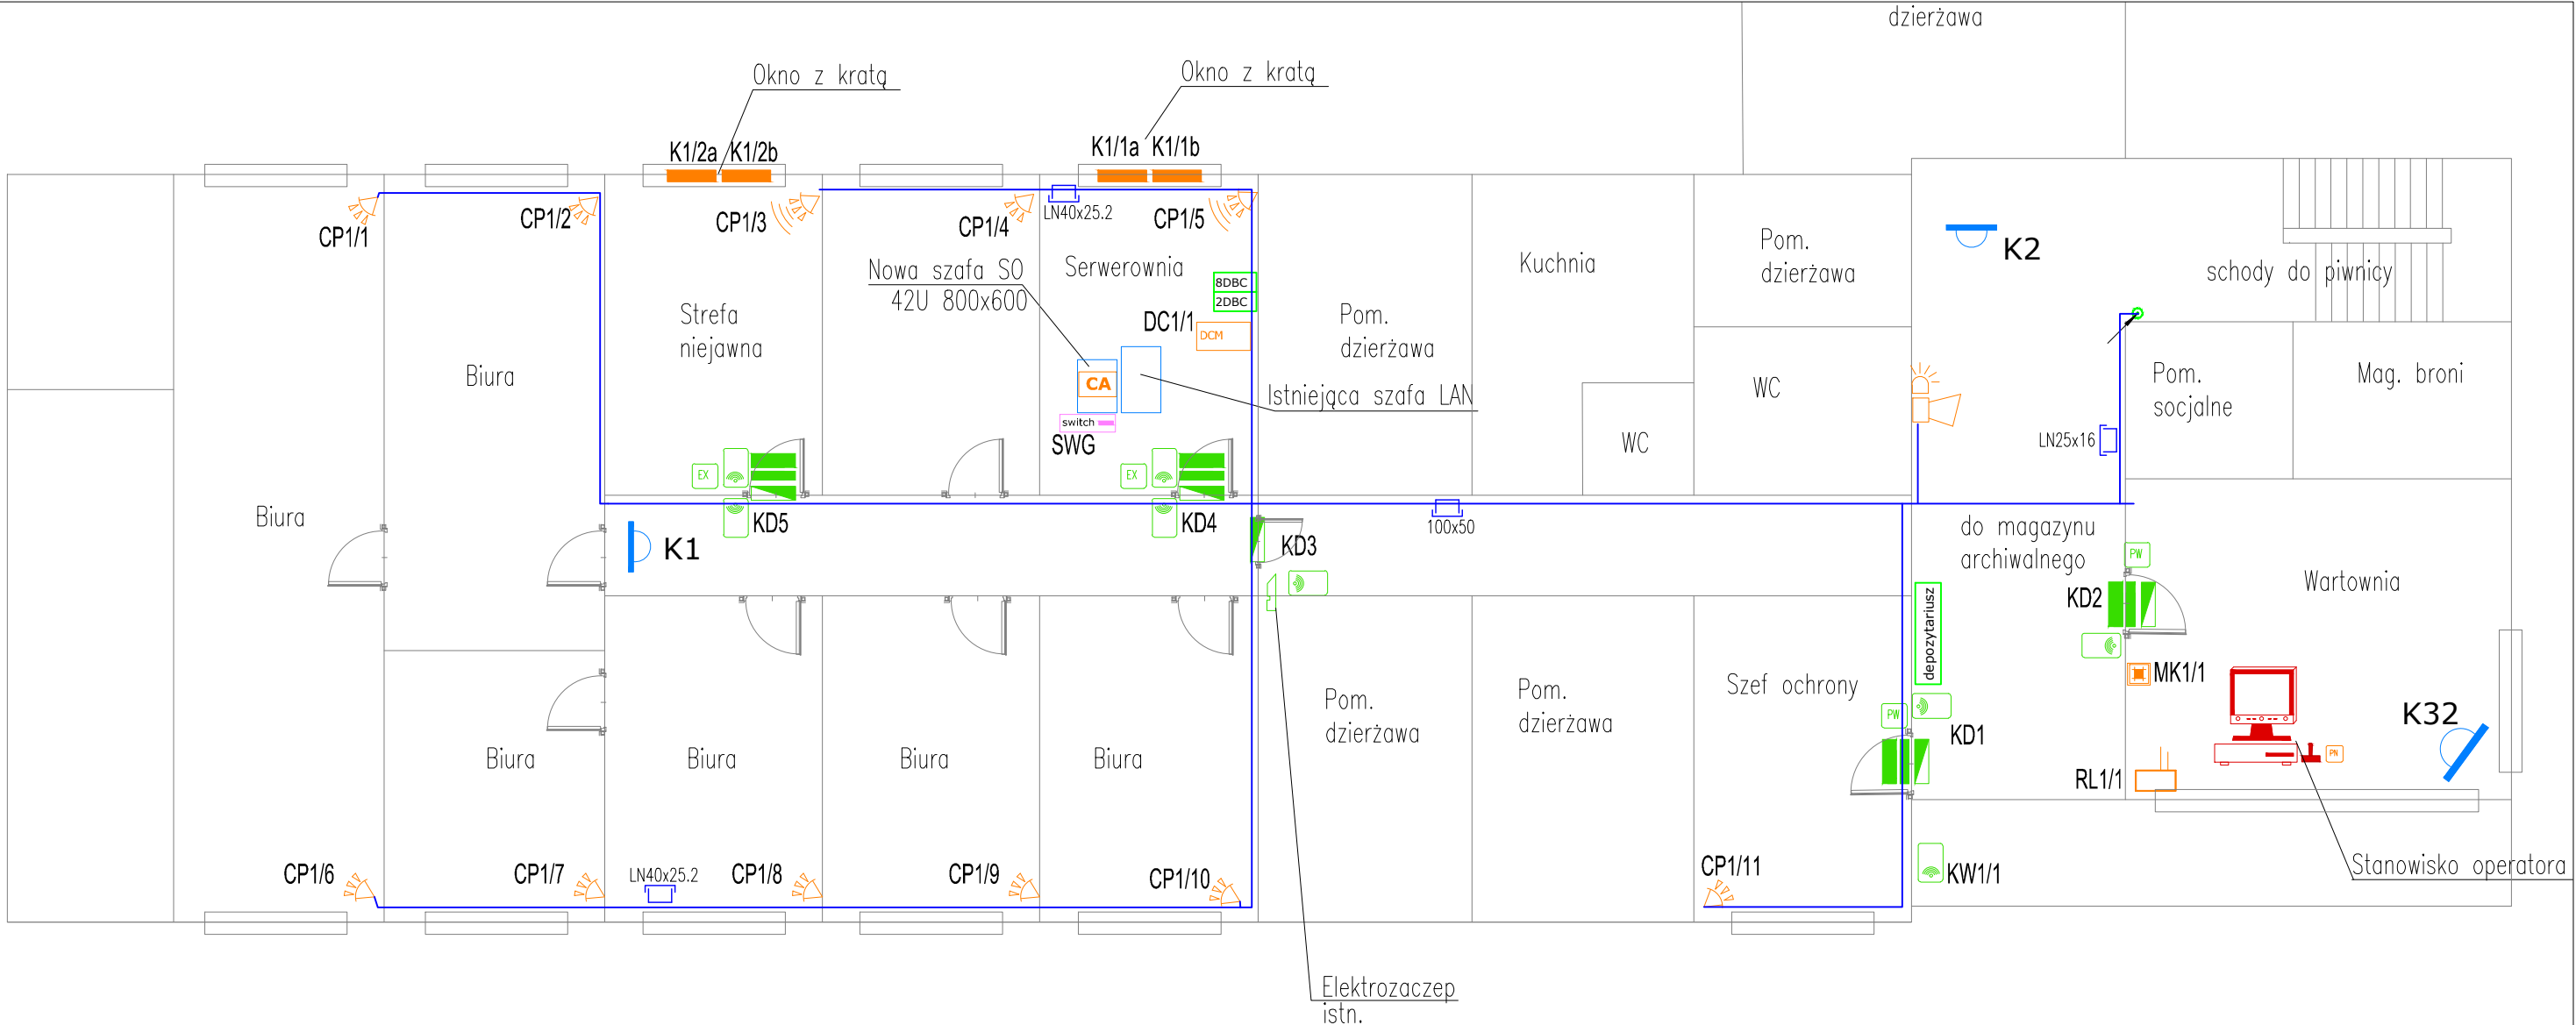 dzierżawa
Okno z kratą
Okno z kratą
K1/2a K1/2b
K1/1a K1/1b
CP1/1
CP1/2
CP1/3
CP1/4
LN40x25.2
CP1/5
K2
Nowa szafa SO
42U 800x600
Serwerownia
Kuchnia
Pom.
dzierżawa
schody do piwnicy
8DBC
2DBC
Strefa
niejawna
DC1/1
DCM
Pom.
dzierżawa
Biura
CA
Istniejąca szafa LAN
WC
Pom.
socjalne
Mag. broni
switch
SWG
WC
LN25x16
EX
EX
Biura
K1
KD5
KD4
KD3
100x50
do magazynu
archiwalnego
PW
Wartownia
KD2
depozytariusz
MK1/1
Szef ochrony
PW
KD1
K32
PN
RL1/1
Pom.
dzierżawa
Pom.
dzierżawa
Biura
Biura
Biura
Biura
CP1/6
CP1/7
LN40x25.2
CP1/8
CP1/9
CP1/10
CP1/11
KW1/1
Stanowisko operatora
Elektrozaczep
istn.